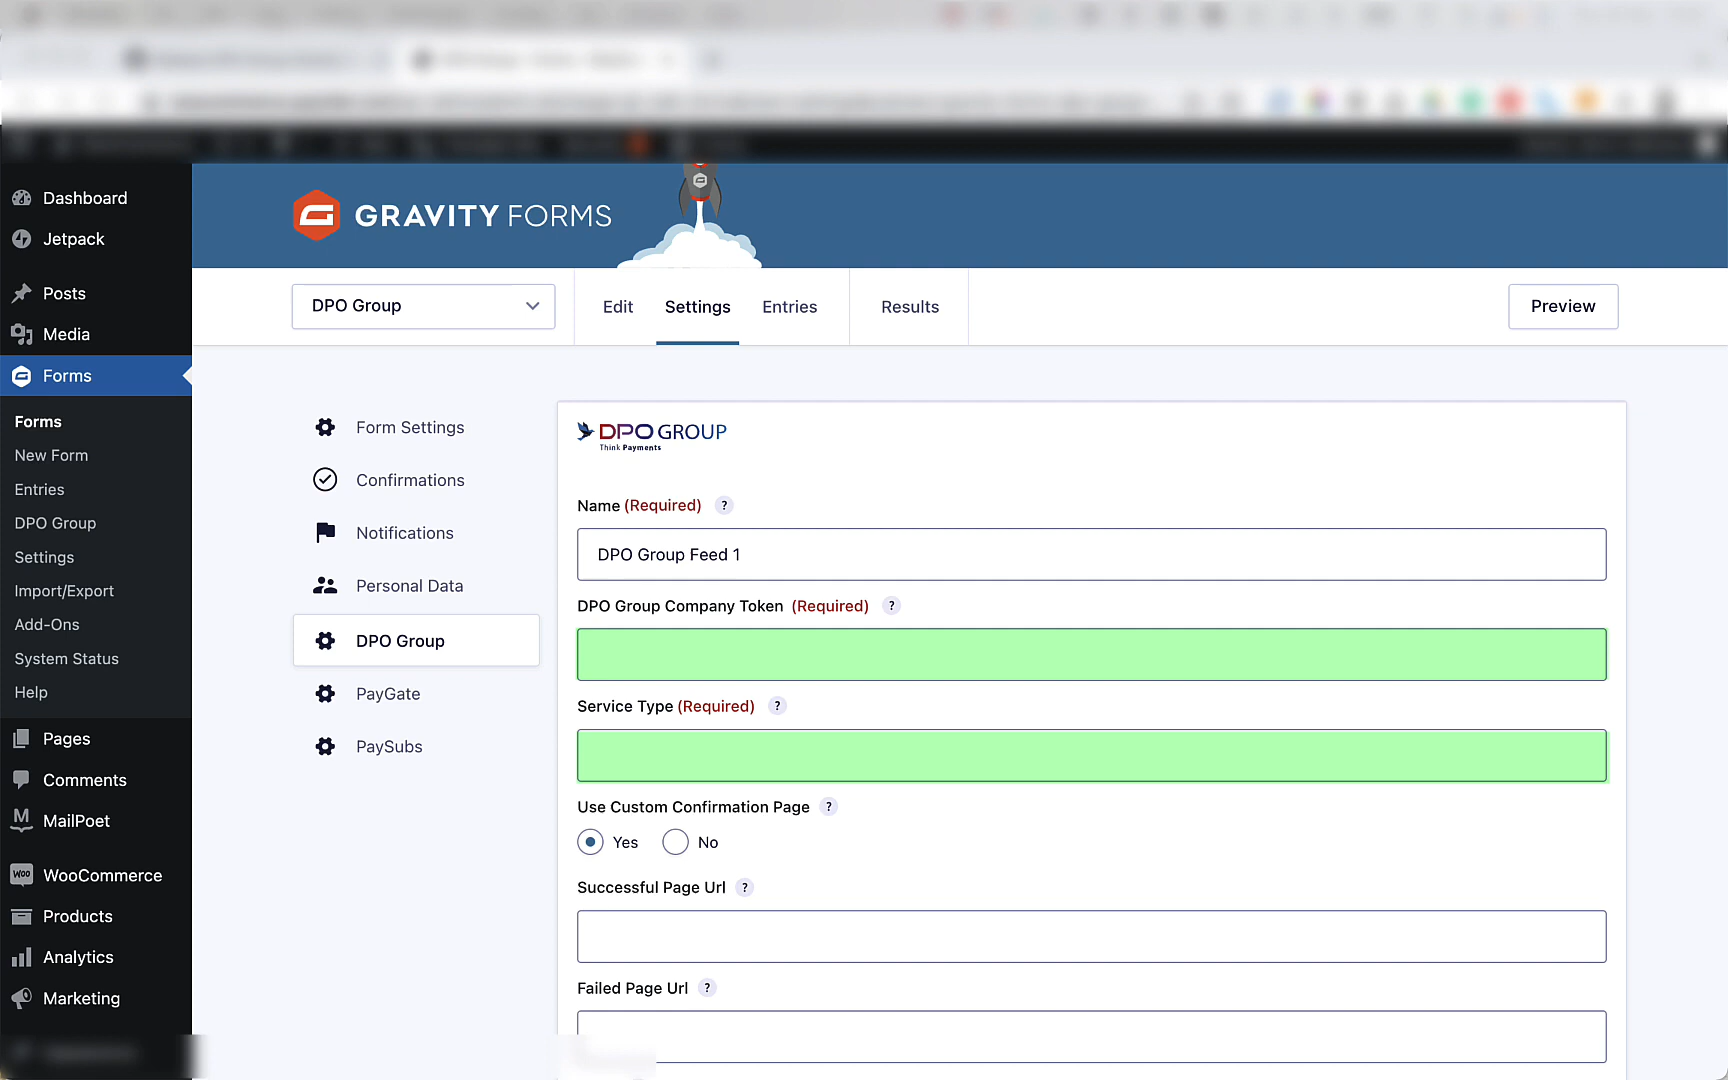 Dashboard
Jetpack
Posts
Media
Forms
Forms
New Form
Entries
DPO Group
Settings
Import/Export
Add-Ons
System Status
Help
Pages
Comments
MailPoet
WooCommerce
Products
Analytics
Marketing
GRAVITY FORMS
DPO Group
Edit
Settings
Entries
Results
Preview
Form Settings
Confirmations
Notifications
Personal Data
DPO Group
PayGate
PaySubs
DPO GROUP
Think Payments
Name (Required) ?
DPO Group Feed 1
DPO Group Company Token (Required) ?
Service Type (Required) ?
Use Custom Confirmation Page ?
Yes No
Successful Page Url ?
Failed Page Url ?